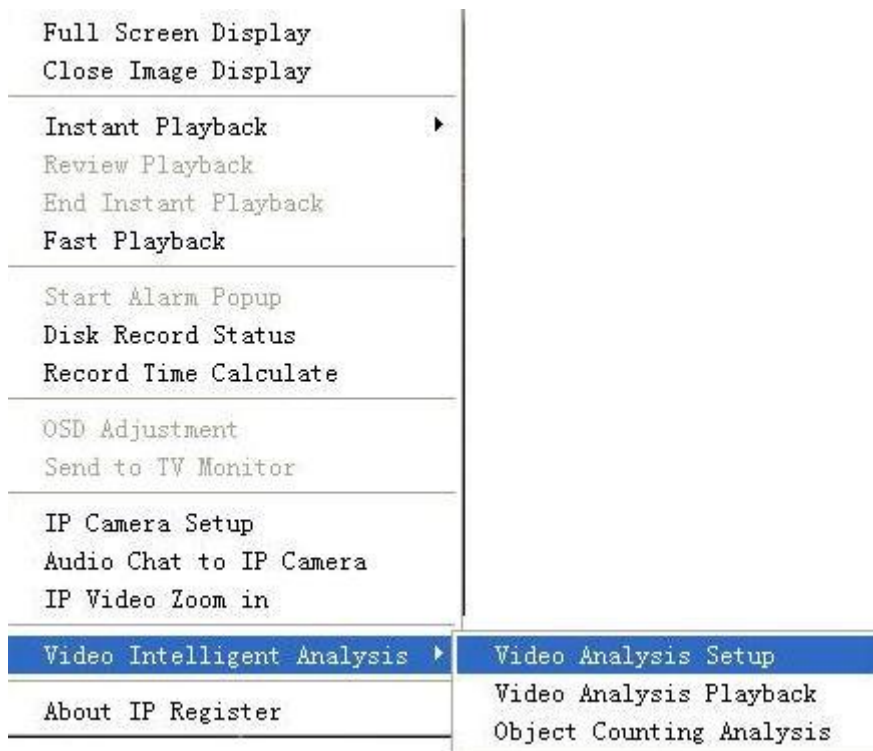 Full Screen Display
Close Image Display
Instant Playback
Review Playback
End Instant Playback
Fast Playback
Start Alarm Popup
Disk Record Status
Record Time Calculate
OSD Adjustment
Send to TV Monitor
IP Camera Setup
Audio Chat to IP Camera
IP Video Zoom in
Video Intelligent Analysis
Video Analysis Setup
Video Analysis Playback
Object Counting Analysis
About IP Register